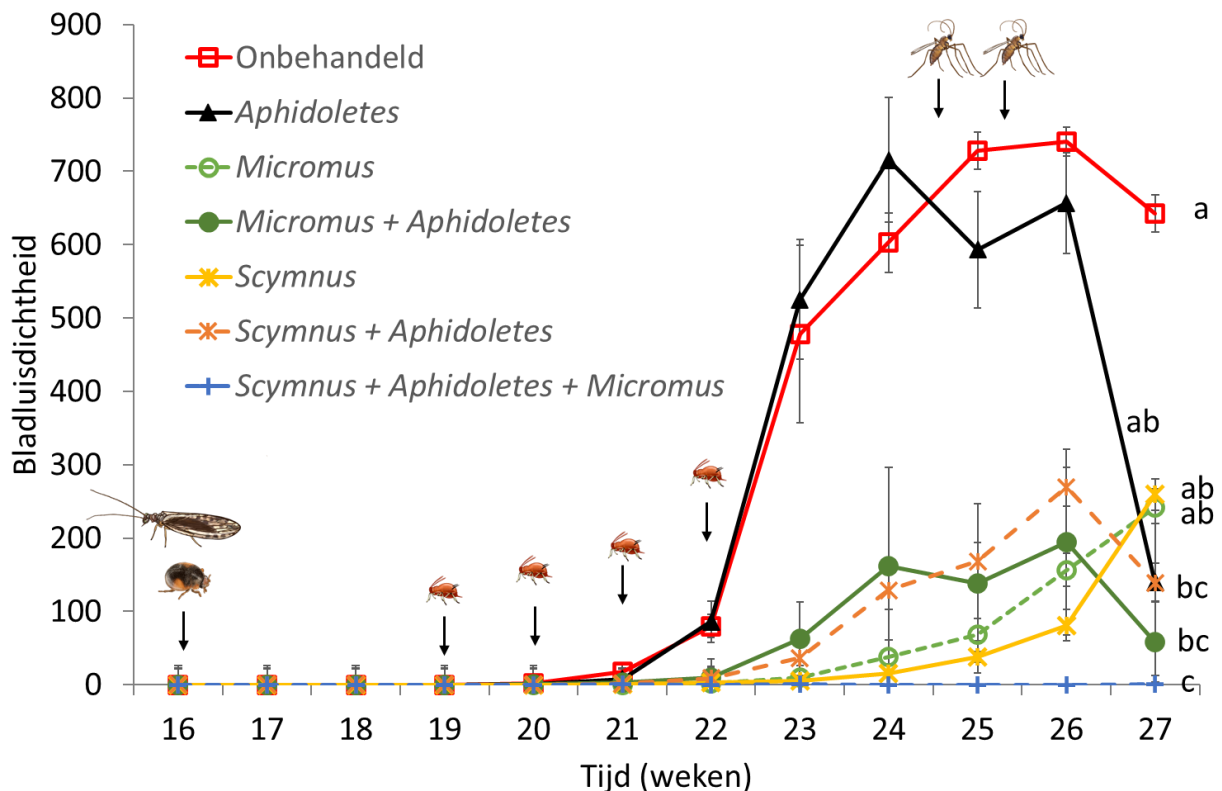 900
800
700
600
500
400
300
200
100
0
Bladluisdichtheid
Onbehandeld
Aphidoletes
Micromus
Micromus + Aphidoletes
Scymnus
Scymnus + Aphidoletes
Scymnus + Aphidoletes + Micromus
a
ab
ab
ab
bc
bc
c
16 17 18 19 20 21 22 23 24 25 26 27
Tijd (weken)